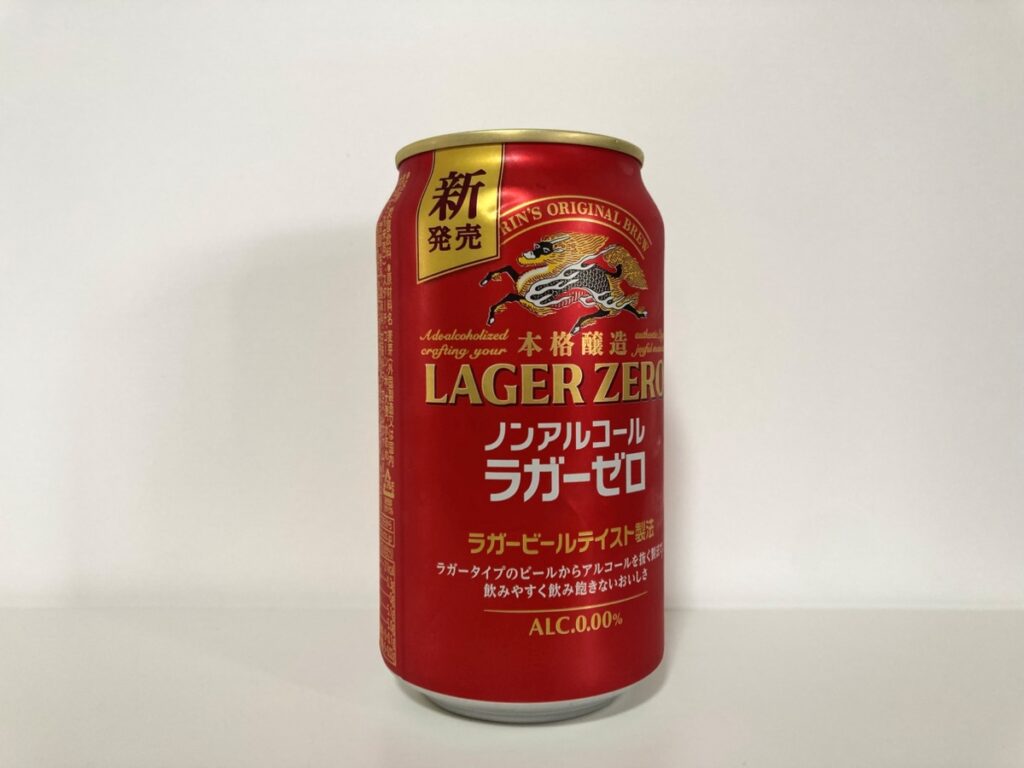 新
発売
RIN'S ORIGINAL BREW
A dealcoholized
crafting your
本格醸造
LAGER ZERO
ノンアルコール
ラガーゼロ
ラガービールテイスト製法
ラガータイプのビールからアルコールを抜く製法で
飲みやすく飲み飽きないおいしさ
ALC.0.00%